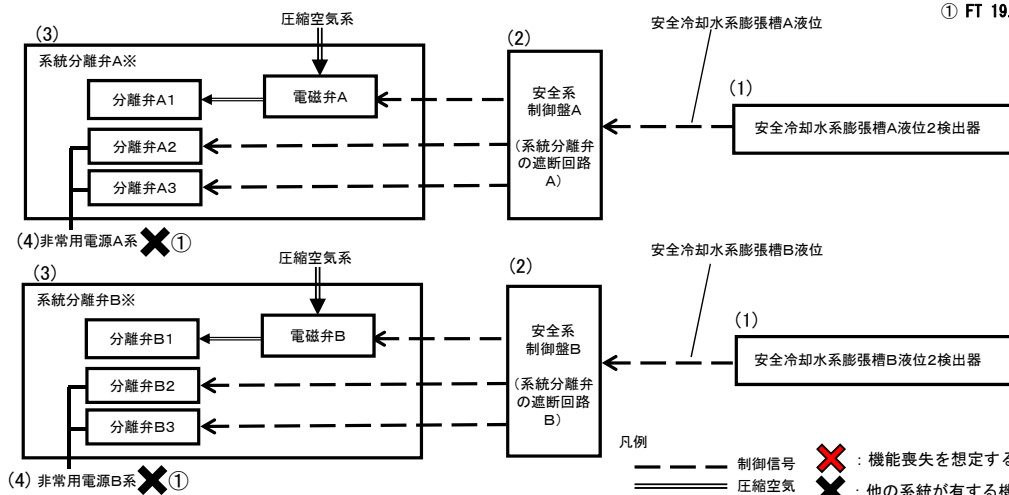 ① FT 19.
圧縮空気系
安全冷却水系膨張槽A液位
(3)
(2)
系統分離弁A※
(1)
分離弁A1
電磁弁A
安全系
制御盤A
(系統分離弁
の遮断回路
A)
安全冷却水系膨張槽A液位2検出器
分離弁A2
分離弁A3
(4)非常用電源A系
①
圧縮空気系
安全冷却水系膨張槽B液位
(3)
(2)
系統分離弁B※
(1)
分離弁B1
電磁弁B
安全系
制御盤B
(系統分離弁
の遮断回路
B)
安全冷却水系膨張槽B液位2検出器
分離弁B2
分離弁B3
(4) 非常用電源B系
①
凡例
制御信号
:機能喪失を想定する
圧縮空気
:他の系統が有する機